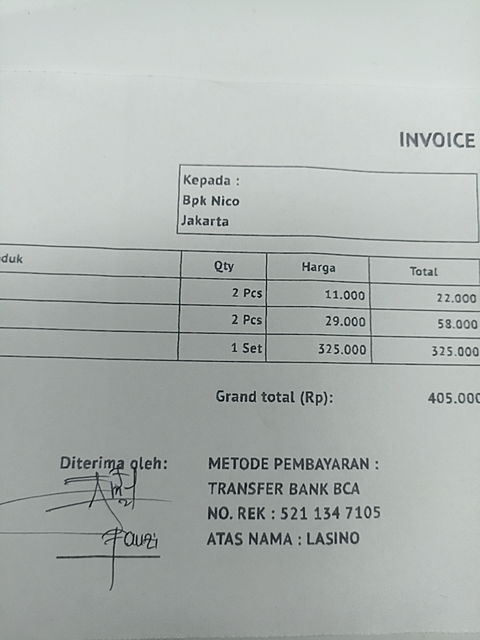 INVOICE
Kepada :
Bpk Nico
Jakarta
duk Qty Harga Total
2 Pcs 11.000 22.000
2 Pcs 29.000 58.000
1 Set 325.000 325.000
Grand total (Rp): 405.000
Diterima oleh: METODE PEMBAYARAN :
TRANSFER BANK BCA
NO. REK : 521 134 7105
ATAS NAMA : LASINO
Fauzi